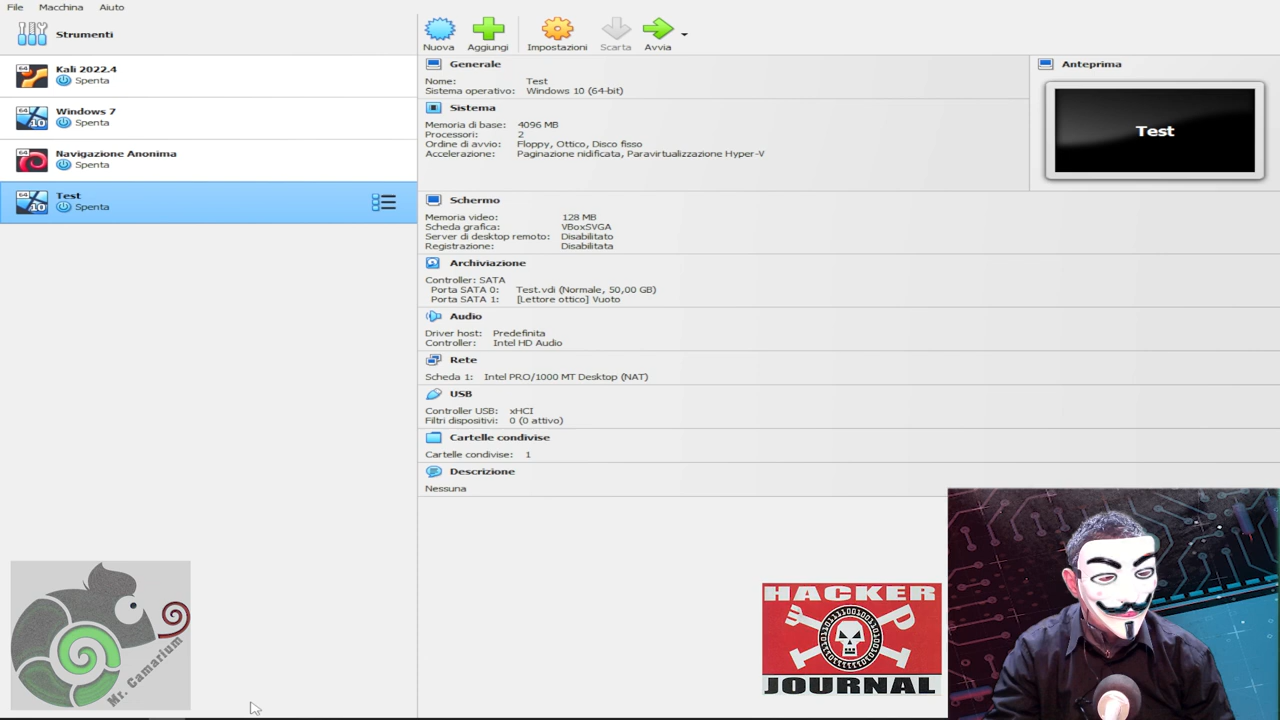 File Macchina Aiuto
Strumenti
64
Kali 2022.4
Spenta
64
10
Windows 7
Spenta
64
Navigazione Anonima
Spenta
64
10
Test
Spenta
Nuova Aggiungi Impostazioni Scarta Avvia
Generale
Nome: Test
Sistema operativo: Windows 10 (64-bit)
Sistema
Memoria di base: 4096 MB
Processori: 2
Ordine di avvio: Floppy, Ottico, Disco fisso
Accelerazione: Paginazione nidificata, Paravirtualizzazione Hyper-V
Anteprima
Test
Schermo
Memoria video: 128 MB
Scheda grafica: VBoxSVGA
Server di desktop remoto: Disabilitato
Registrazione: Disabilitata
Archiviazione
Controller: SATA
Porta SATA 0: Test.vdi (Normale, 50,00 GB)
Porta SATA 1: [Lettore ottico] Vuoto
Audio
Driver host: Predefinita
Controller: Intel HD Audio
Rete
Scheda 1: Intel PRO/1000 MT Desktop (NAT)
USB
Controller USB: xHCI
Filtri dispositivi: 0 (0 attivo)
Cartelle condivise
Cartelle condivise: 1
Descrizione
Nessuna
Mr. Camarium
HACKER
JOURNAL